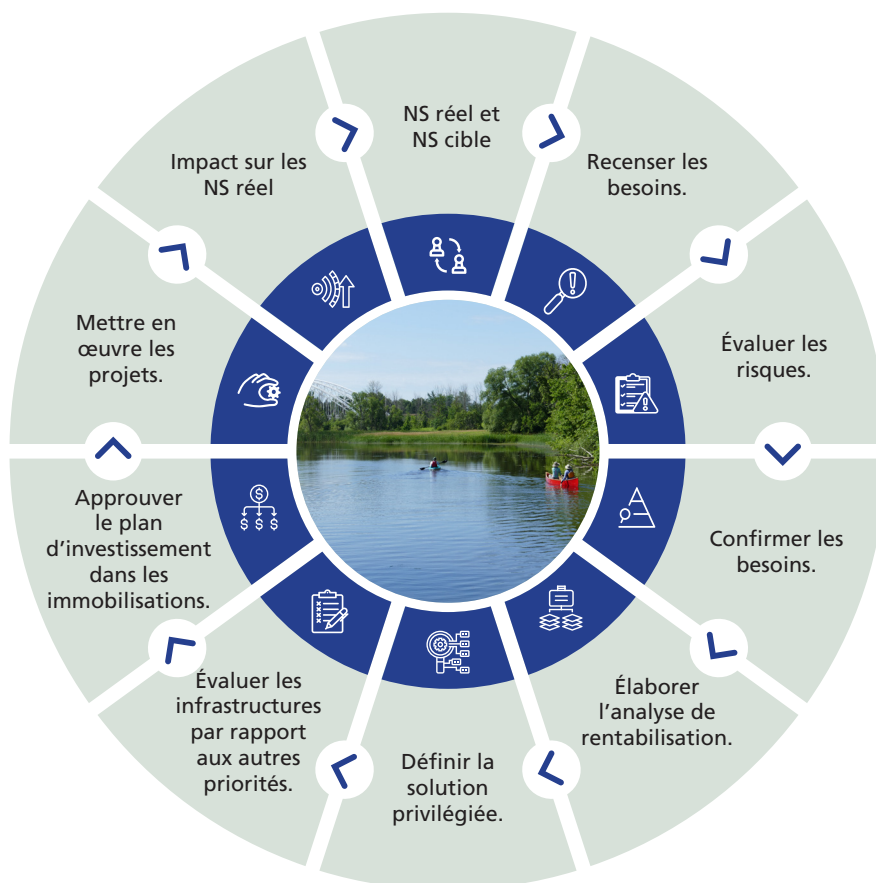 NS réel et
NS cible
Recenser les
besoins.
Évaluer les
risques.
Confirmer les
besoins.
Élaborer
l'analyse de
rentabilisation.
Définir la
solution
privilégiée.
Évaluer les
infrastructures
par rapport
aux autres
priorités.
Approuver
le plan
d'investissement
dans les
immobilisations.
Mettre en
œuvre les
projets.
Impact sur les
NS réel